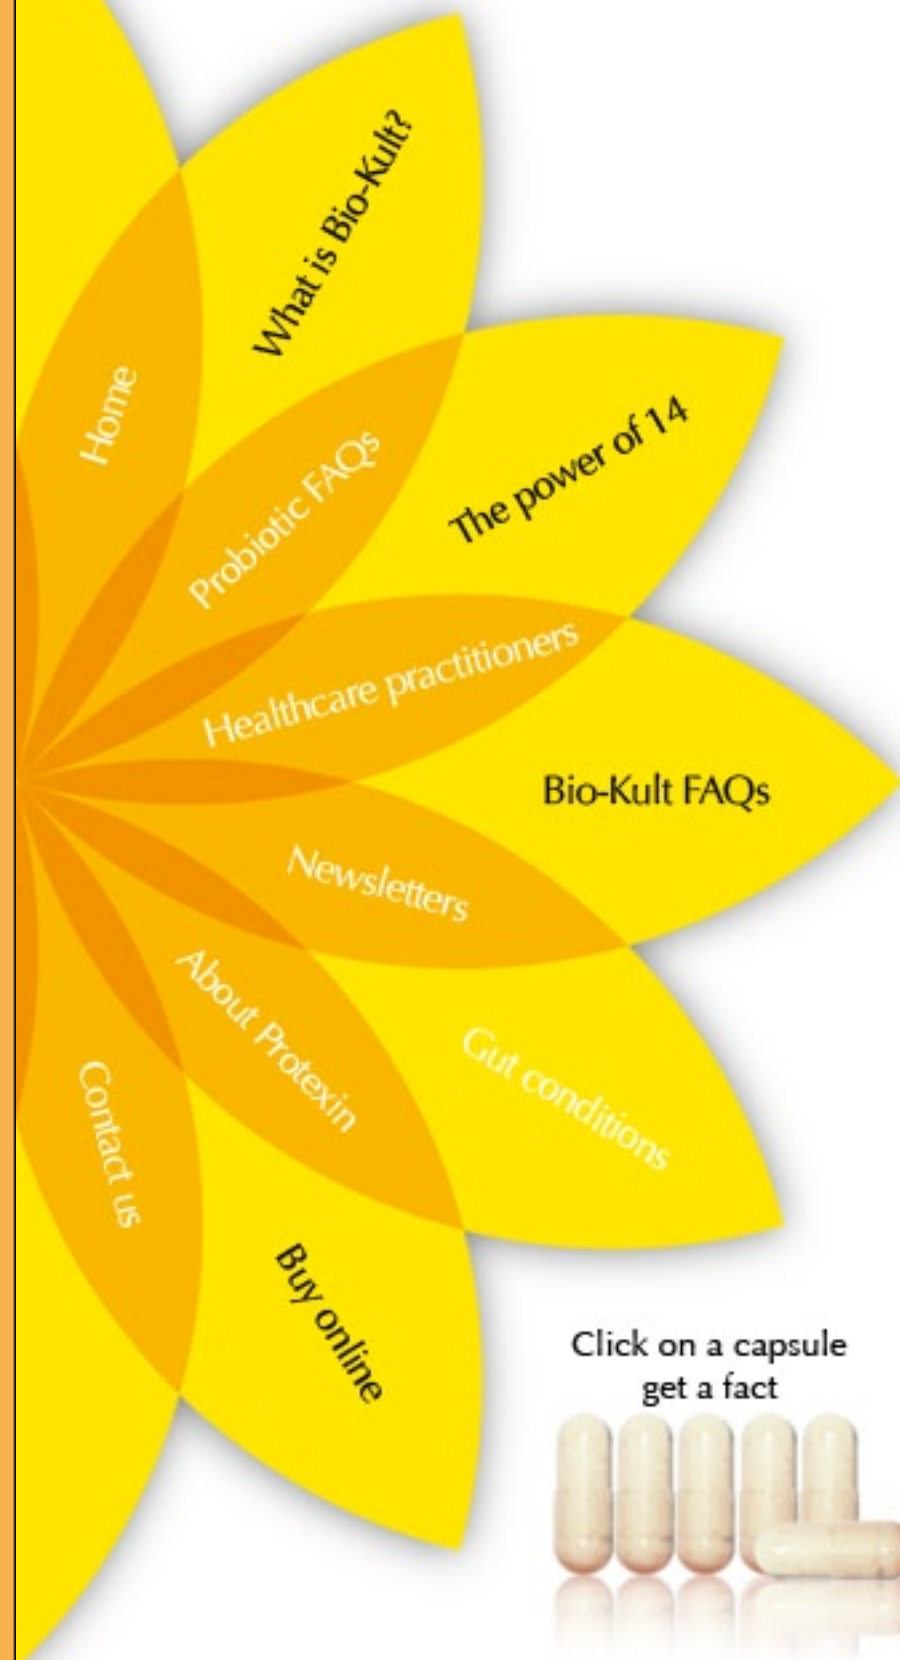 What is Bio-Kult?
Home
The power of 14
Probiotic FAQs
Healthcare practitioners
Bio-Kult FAQs
Newsletters
About Protexin
Gut conditions
Contact us
Buy online
Click on a capsule
get a fact